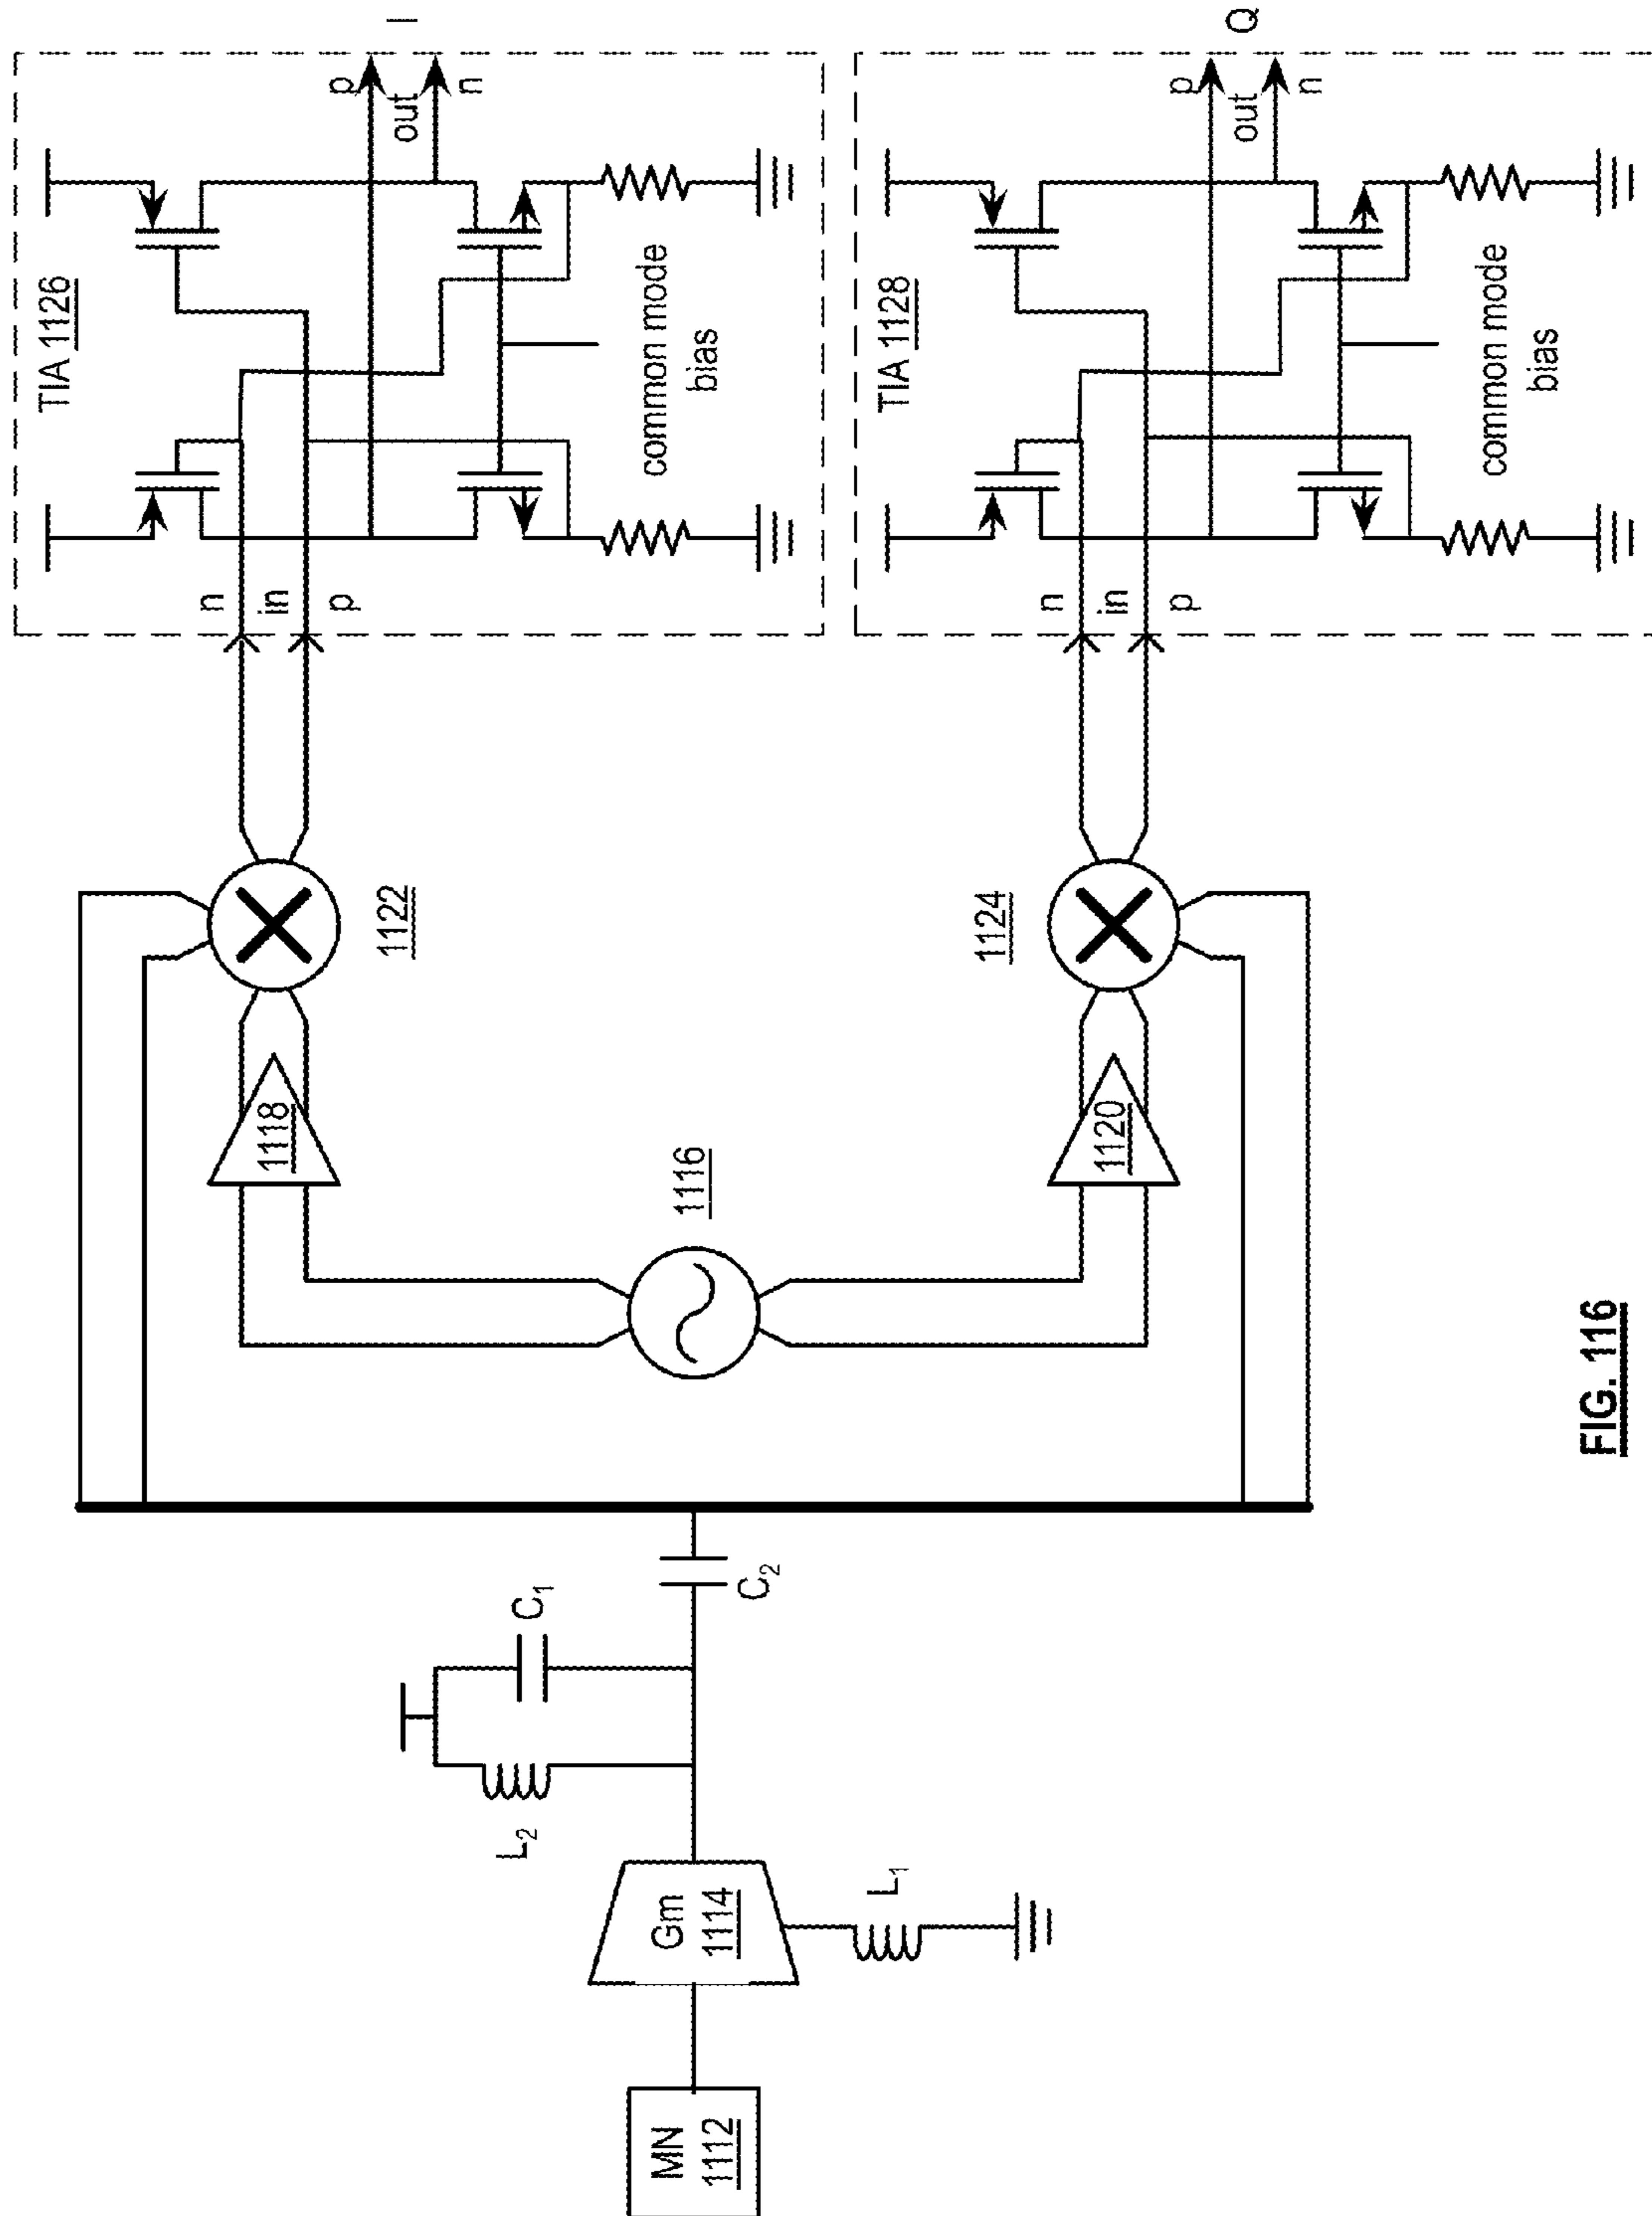 MN
1112
Gm
1114
L1
L2
C1
C2
1116
1118
1120
1122
1124
TIA 1126
n
in
p
common mode
bias
p
out
n
I
TIA 1128
n
in
p
common mode
bias
p
out
n
Q
FIG. 116